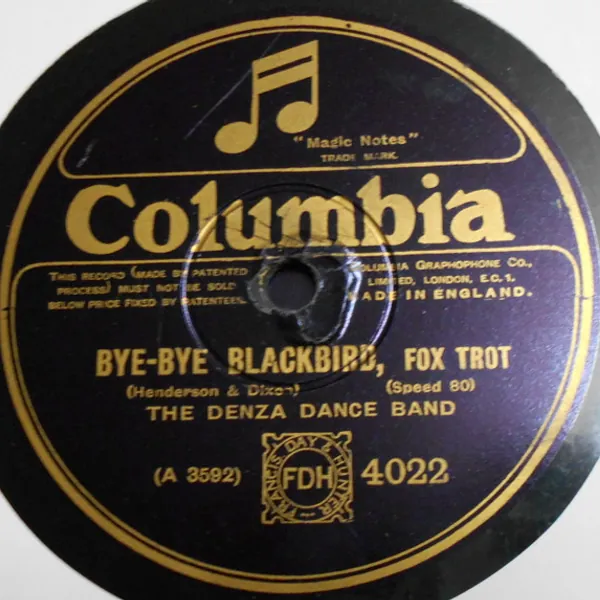 "Magic Notes"
TRADE MARK.
Columbia
THIS RECORD (MADE BY PATENTED
PROCESS) MUST NOT BE SOLD
BELOW PRICE FIXED BY PATENTEES.
COLUMBIA GRAPHOPHONE CO.,
LIMITED, LONDON, E.C.1.
MADE IN ENGLAND.
BYE-BYE BLACKBIRD, FOX TROT
(Henderson & Dixon) (Speed 80)
THE DENZA DANCE BAND
(A 3592)
FRANCIS, DAY & HUNTER
FDH
4022